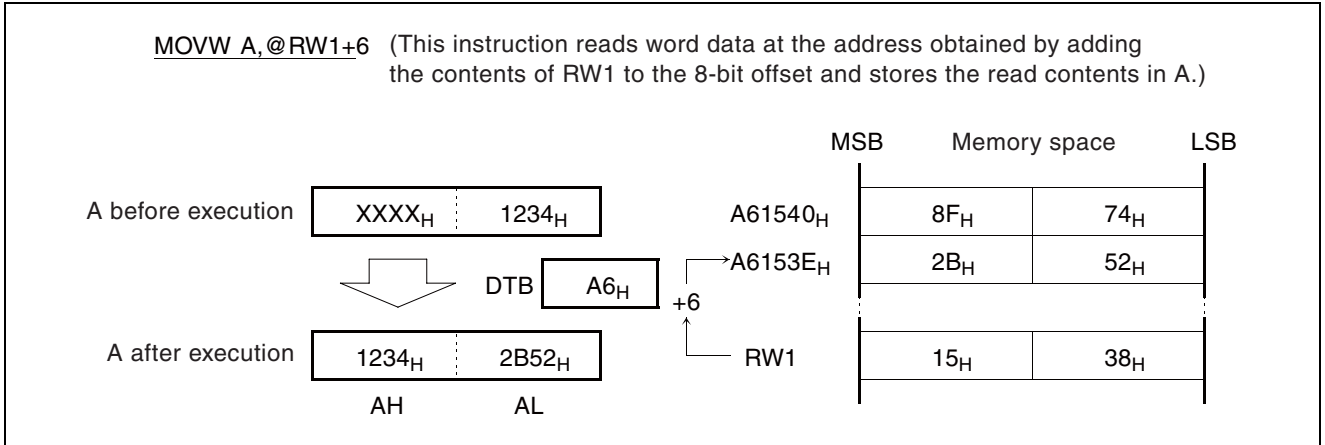 MOVW A,@RW1+6 (This instruction reads word data at the address obtained by adding
the contents of RW1 to the 8-bit offset and stores the read contents in A.)
MSB Memory space LSB
A before execution XXXXH 1234H A61540H 8FH 74H
A6153EH 2BH 52H
DTB A6H +6
A after execution 1234H 2B52H RW1 15H 38H
AH AL